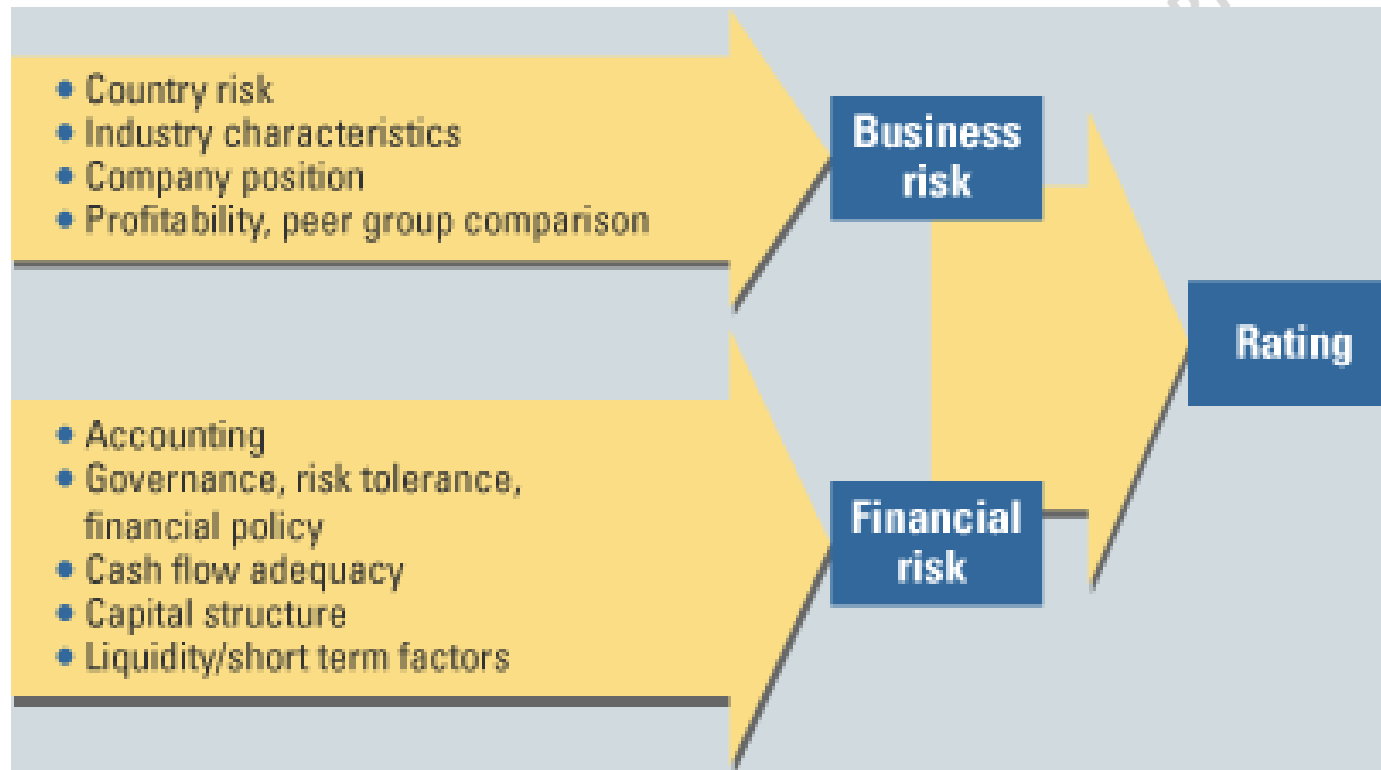 • Country risk
• Industry characteristics
• Company position
• Profitability, peer group comparison
Business
risk
Rating
• Accounting
• Governance, risk tolerance,
financial policy
• Cash flow adequacy
• Capital structure
• Liquidity/short term factors
Financial
risk